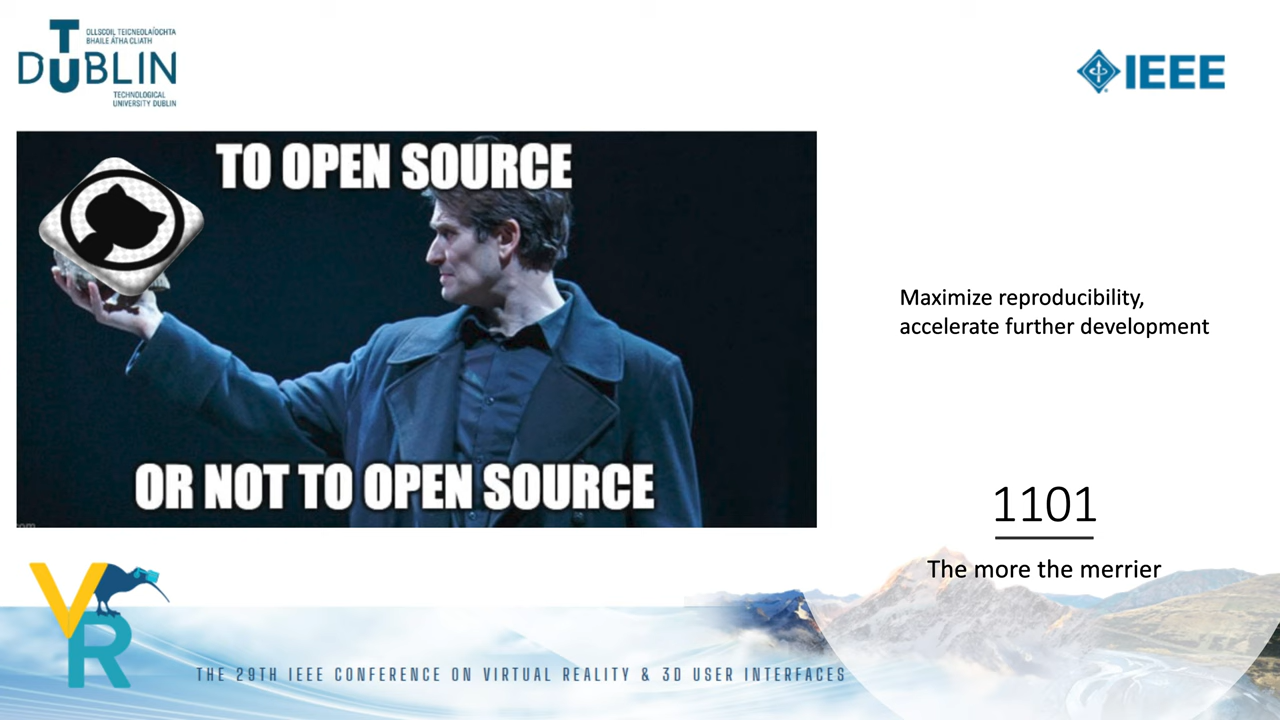 OLLSCOIL TEICNEOLAÍOCHTA
BHAILE ÁTHA CLIATH
TU DUBLIN
TECHNOLOGICAL
UNIVERSITY DUBLIN
IEEE
TO OPEN SOURCE
OR NOT TO OPEN SOURCE
Maximize reproducibility,
accelerate further development
1101
The more the merrier
VR
THE 29TH IEEE CONFERENCE ON VIRTUAL REALITY & 3D USER INTERFACES